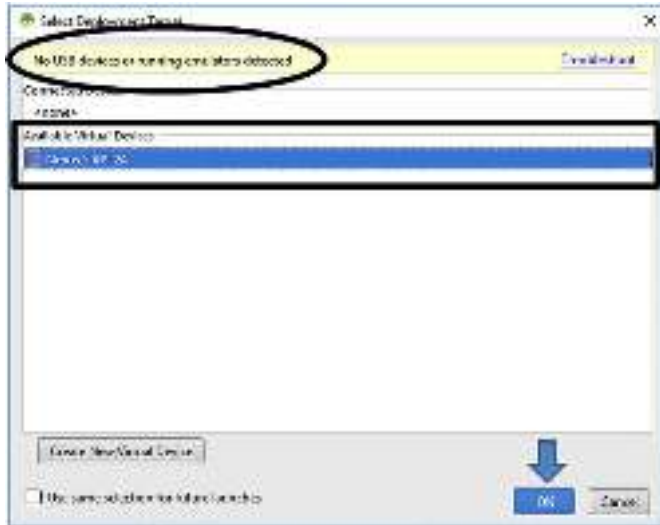 Select Deployment Target
No USB devices or running emulators detected
Troubleshoot
Connected Devices
<none>
Available Virtual Devices
Create New Virtual Device
Use same selection for future launches
OK
Cancel